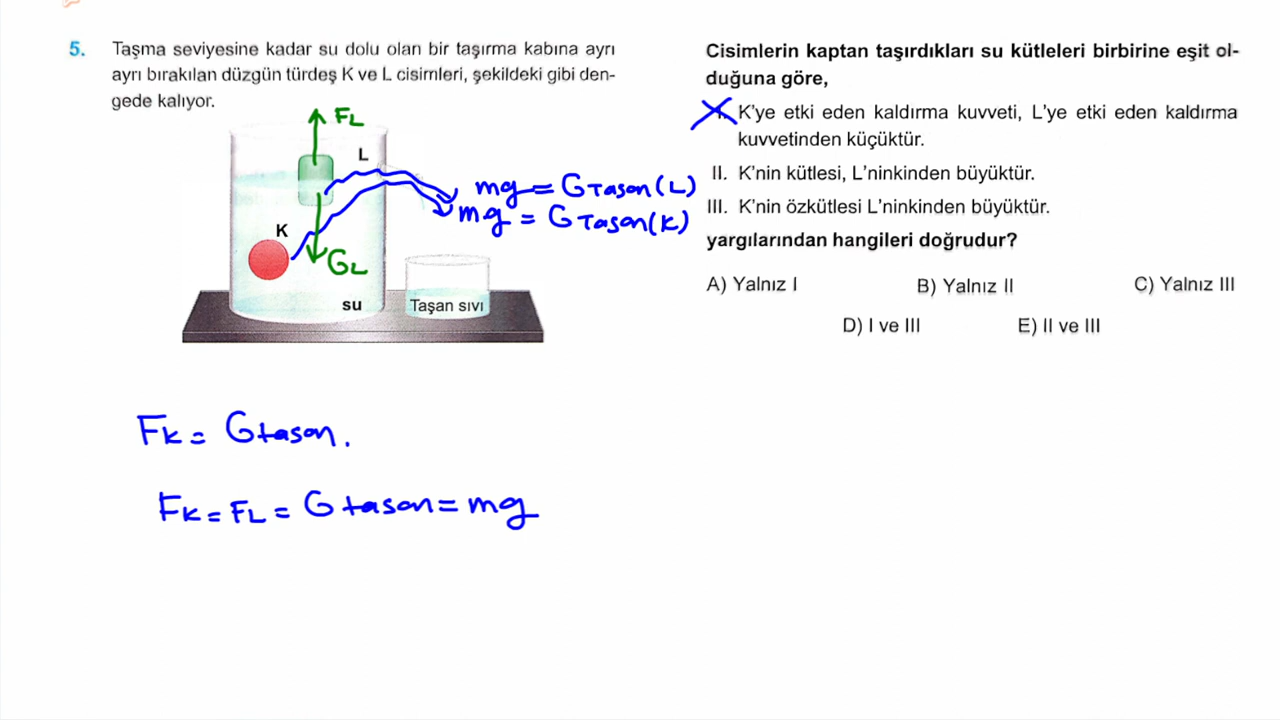 5. Taşma seviyesine kadar su dolu olan bir taşırma kabına ayrı
ayrı bırakılan düzgün türdeş K ve L cisimleri, şekildeki gibi den-
gede kalıyor.
FL
L
K
GL
su
Taşan sıvı
mg = GTasan(L)
mg = GTasan(K)
Fk = Gtasan.
Fk = FL = Gtasan = mg
Cisimlerin kaptan taşırdıkları su kütleleri birbirine eşit ol-
duğuna göre,
I. K'ye etki eden kaldırma kuvveti, L'ye etki eden kaldırma
kuvvetinden küçüktür.
II. K'nin kütlesi, L'ninkinden büyüktür.
III. K'nin özkütlesi L'ninkinden büyüktür.
yargılarından hangileri doğrudur?
A) Yalnız I B) Yalnız II C) Yalnız III
D) I ve III E) II ve III